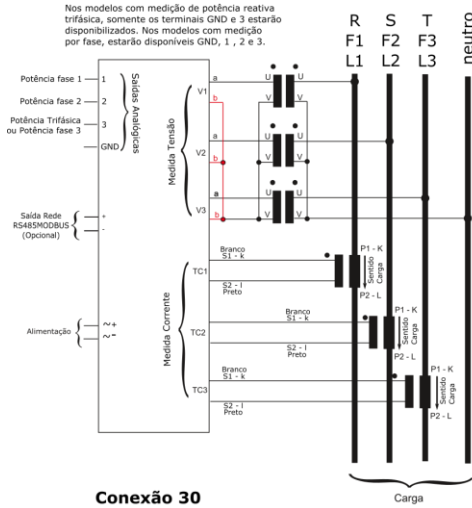 Nos modelos com medição de potência reativa
trifásica, somente os terminais GND e 3 estarão
disponibilizados. Nos modelos com medição
por fase, estarão disponíveis GND, 1 , 2 e 3.
R S T neutro
F1 F2 F3
L1 L2 L3
Potência fase 1
1
Potência fase 2
2
Potência Trifásica
ou Potência fase 3
3
GND
Saídas Analógicas
Saída Rede
RS485MODBUS
(Opcional)
+
-
Alimentação
~+
~-
Medida Tensão
V1
a
b
U U
V V
V2
a
b
U U
V V
V3
a
b
U U
V V
Medida Corrente
TC1
Branco
S1 - k
S2 - l
Preto
P1 - K
Sentido
Carga
P2 - L
TC2
Branco
S1 - k
S2 - l
Preto
P1 - K
Sentido
Carga
P2 - L
TC3
Branco
S1 - k
S2 - l
Preto
P1 - K
Sentido
Carga
P2 - L
Conexão 30
Carga